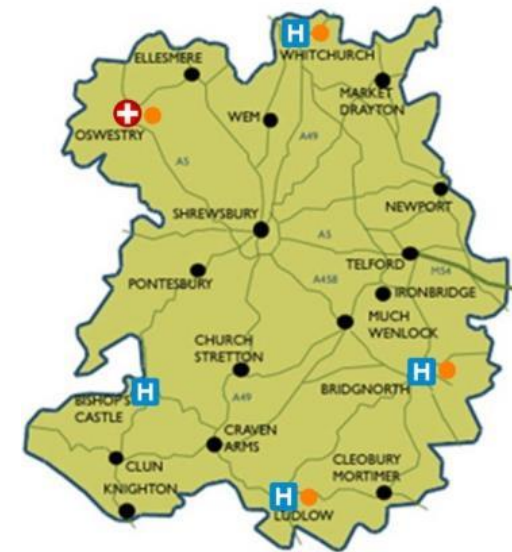 H
WHITCHURCH
ELLESMERE
MARKET
DRAYTON
WEM
OSWESTRY
A49
A5
NEWPORT
SHREWSBURY
A5
TELFORD
M54
PONTESBURY
A458
IRONBRIDGE
MUCH
WENLOCK
CHURCH
STRETTON
H
BRIDGNORTH
H
BISHOP'S
CASTLE
A49
CRAVEN
ARMS
CLEOBURY
MORTIMER
CLUN
KNIGHTON
H
LUDLOW